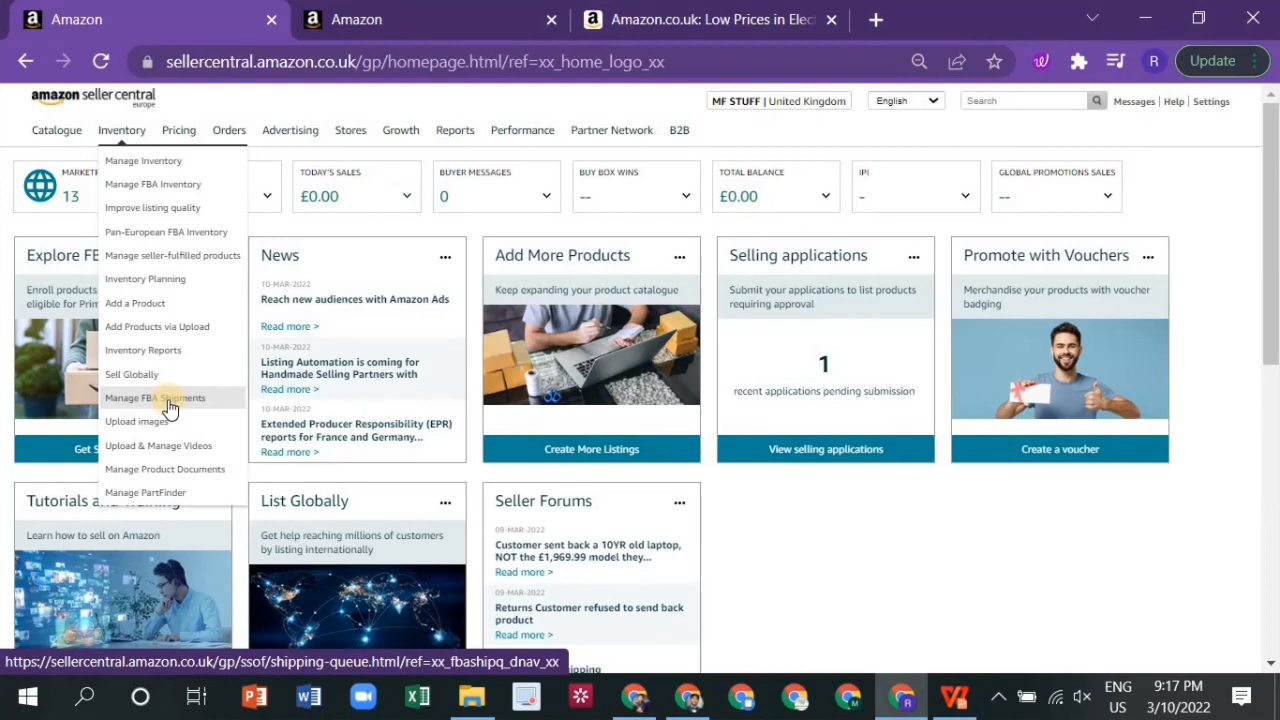 Amazon
Amazon
Amazon.co.uk: Low Prices in Elect
sellercentral.amazon.co.uk/gp/homepage.html/ref=xx_home_logo_xx
R
Update
amazon seller central
europe
MF STUFF | United Kingdom
English
Search
Messages | Help | Settings
Catalogue Inventory Pricing Orders Advertising Stores Growth Reports Performance Partner Network B2B
Manage Inventory
Manage FBA Inventory
Improve listing quality
Pan-European FBA Inventory
Manage seller-fulfilled products
Inventory Planning
Add a Product
Add Products via Upload
Inventory Reports
Sell Globally
Manage FBA Shipments
Upload images
Upload & Manage Videos
Manage Product Documents
Manage PartFinder
MARKETP
13
TODAY'S SALES
£0.00
BUYER MESSAGES
0
BUY BOX WINS
--
TOTAL BALANCE
£0.00
IPI
-
GLOBAL PROMOTIONS SALES
--
Explore FB
Enroll products
eligible for Prim
Get S
News
10-MAR-2022
Reach new audiences with Amazon Ads
Read more >
10-MAR-2022
Listing Automation is coming for
Handmade Selling Partners with
Read more >
10-MAR-2022
Extended Producer Responsibility (EPR)
reports for France and Germany...
Read more >
Add More Products
Keep expanding your product catalogue
Create More Listings
Selling applications
Submit your applications to list products
requiring approval
1
recent applications pending submission
View selling applications
Promote with Vouchers
Merchandise your products with voucher
badging
Create a voucher
Tutorials and Training
Learn how to sell on Amazon
List Globally
Get help reaching millions of customers
by listing internationally
Seller Forums
09-MAR-2022
Customer sent back a 10YR old laptop,
NOT the £1,969.99 model they...
Read more >
09-MAR-2022
Returns Customer refused to send back
product
Read more >
https://sellercentral.amazon.co.uk/gp/ssof/shipping-queue.html/ref=xx_fbashipq_dnav_xx
ENG
US
9:17 PM
3/10/2022